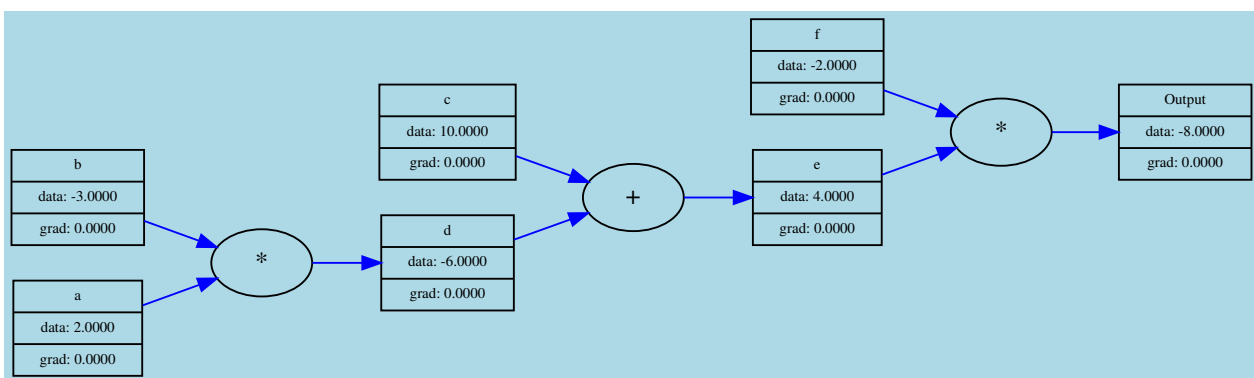 f
data: -2.0000
grad: 0.0000
c
data: 10.0000
grad: 0.0000
*
Output
data: -8.0000
grad: 0.0000
b
data: -3.0000
grad: 0.0000
+
e
data: 4.0000
grad: 0.0000
d
data: -6.0000
grad: 0.0000
*
a
data: 2.0000
grad: 0.0000